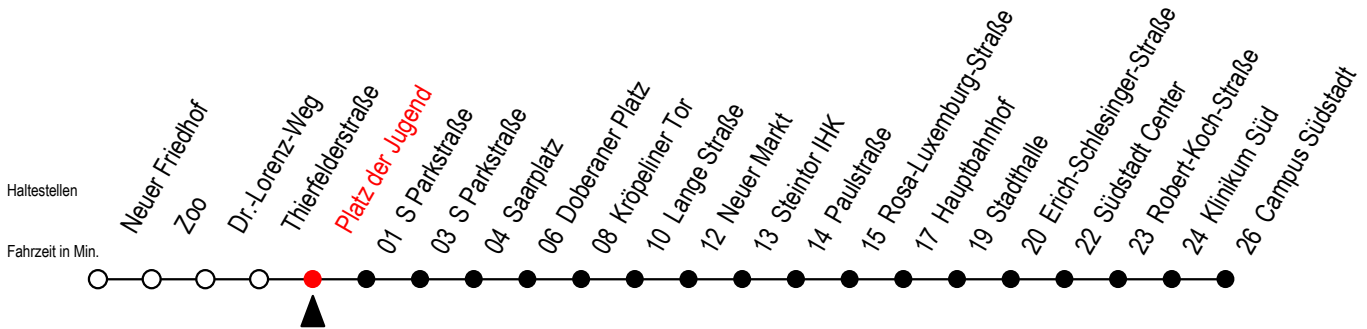 Haltestellen
Fahrzeit in Min.
Neuer Friedhof
Zoo
Dr.-Lorenz-Weg
Thierfelderstraße
Platz der Jugend
01 S Parkstraße
03 S Parkstraße
04 Saarplatz
06 Doberaner Platz
08 Kröpeliner Tor
10 Lange Straße
12 Neuer Markt
13 Steintor IHK
14 Paulstraße
15 Rosa-Luxemburg-Straße
17 Hauptbahnhof
19 Stadthalle
20 Erich-Schlesinger-Straße
22 Südstadt Center
23 Robert-Koch-Straße
24 Klinikum Süd
26 Campus Südstadt